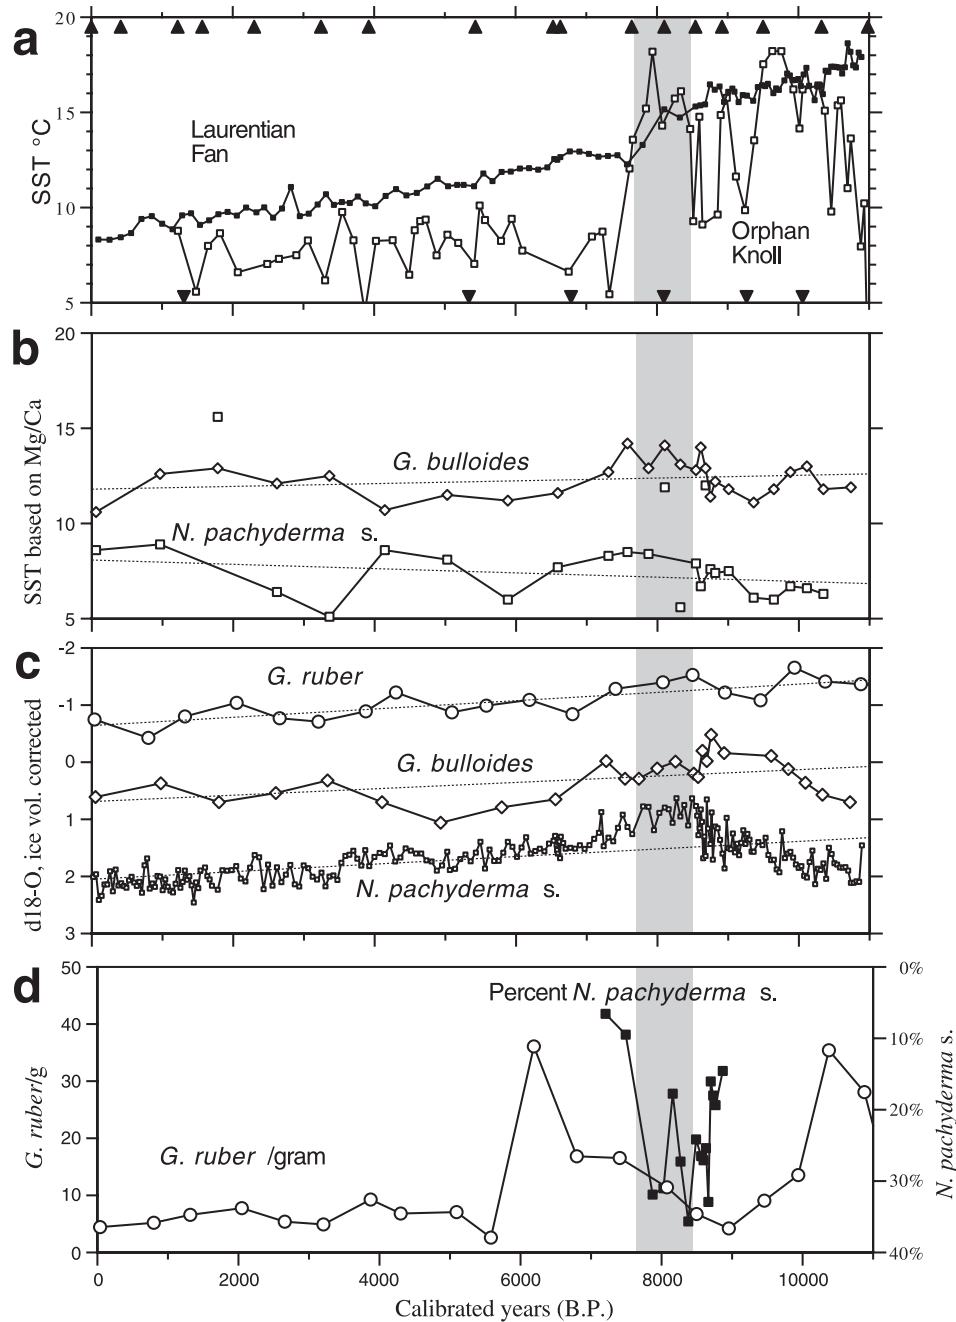 a
20
15
10
5
SST °C
Laurentian
Fan
Orphan
Knoll
b
20
15
10
5
SST based on Mg/Ca
G. bulloides
N. pachyderma s.
c
-2
-1
0
1
2
3
d18-O, ice vol. corrected
G. ruber
G. bulloides
N. pachyderma s.
d
50
40
30
20
10
0
G. ruber/g
Percent N. pachyderma s.
G. ruber /gram
0%
10%
20%
30%
40%
N. pachyderma s.
0 2000 4000 6000 8000 10000
Calibrated years (B.P.)